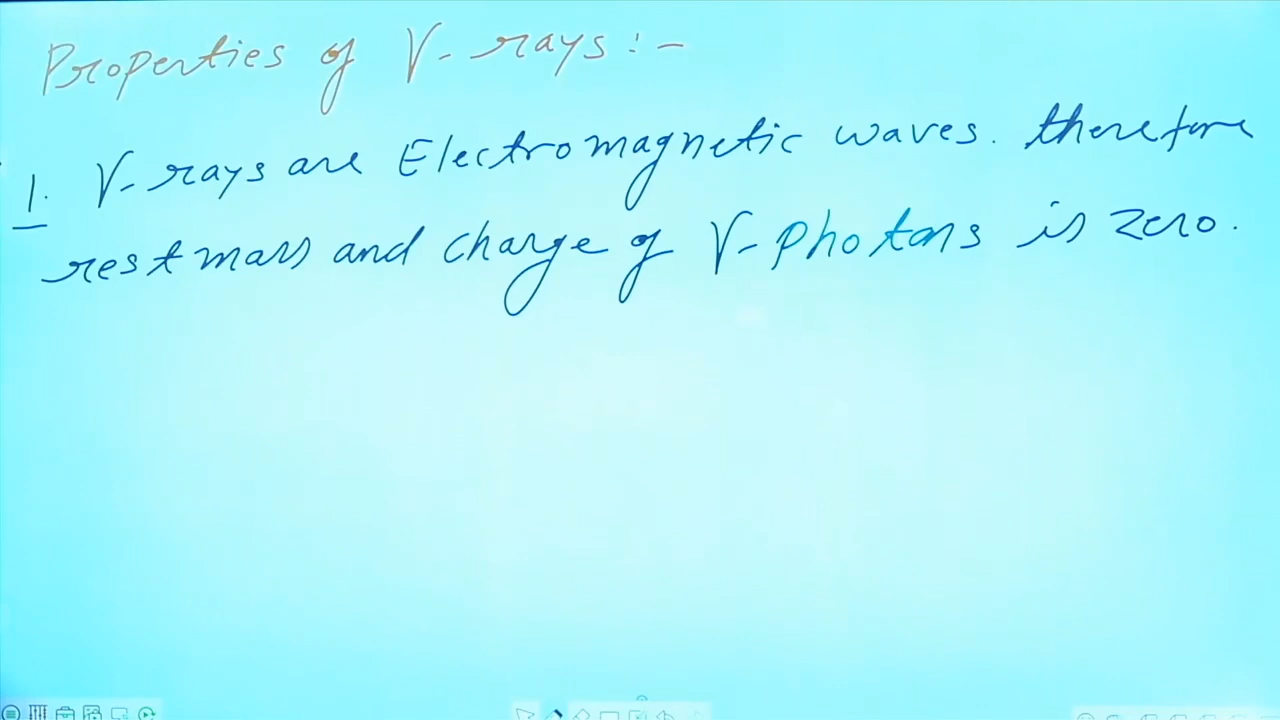 Properties of γ-rays:-
1. γ-rays are Electromagnetic waves. therefore
rest mass and charge of γ-photons is zero.